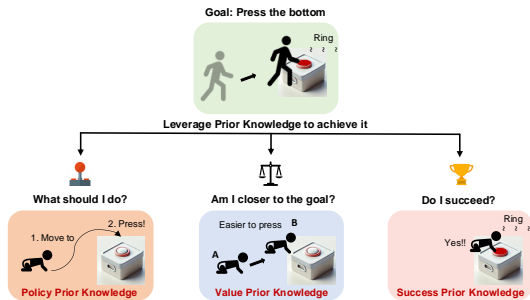 Goal: Press the bottom
Ring
Leverage Prior Knowledge to achieve it
What should I do?
Am I closer to the goal?
Do I succeed?
2. Press!
1. Move to
Policy Prior Knowledge
Easier to press
B
A
Value Prior Knowledge
Ring
Yes!!
Success Prior Knowledge